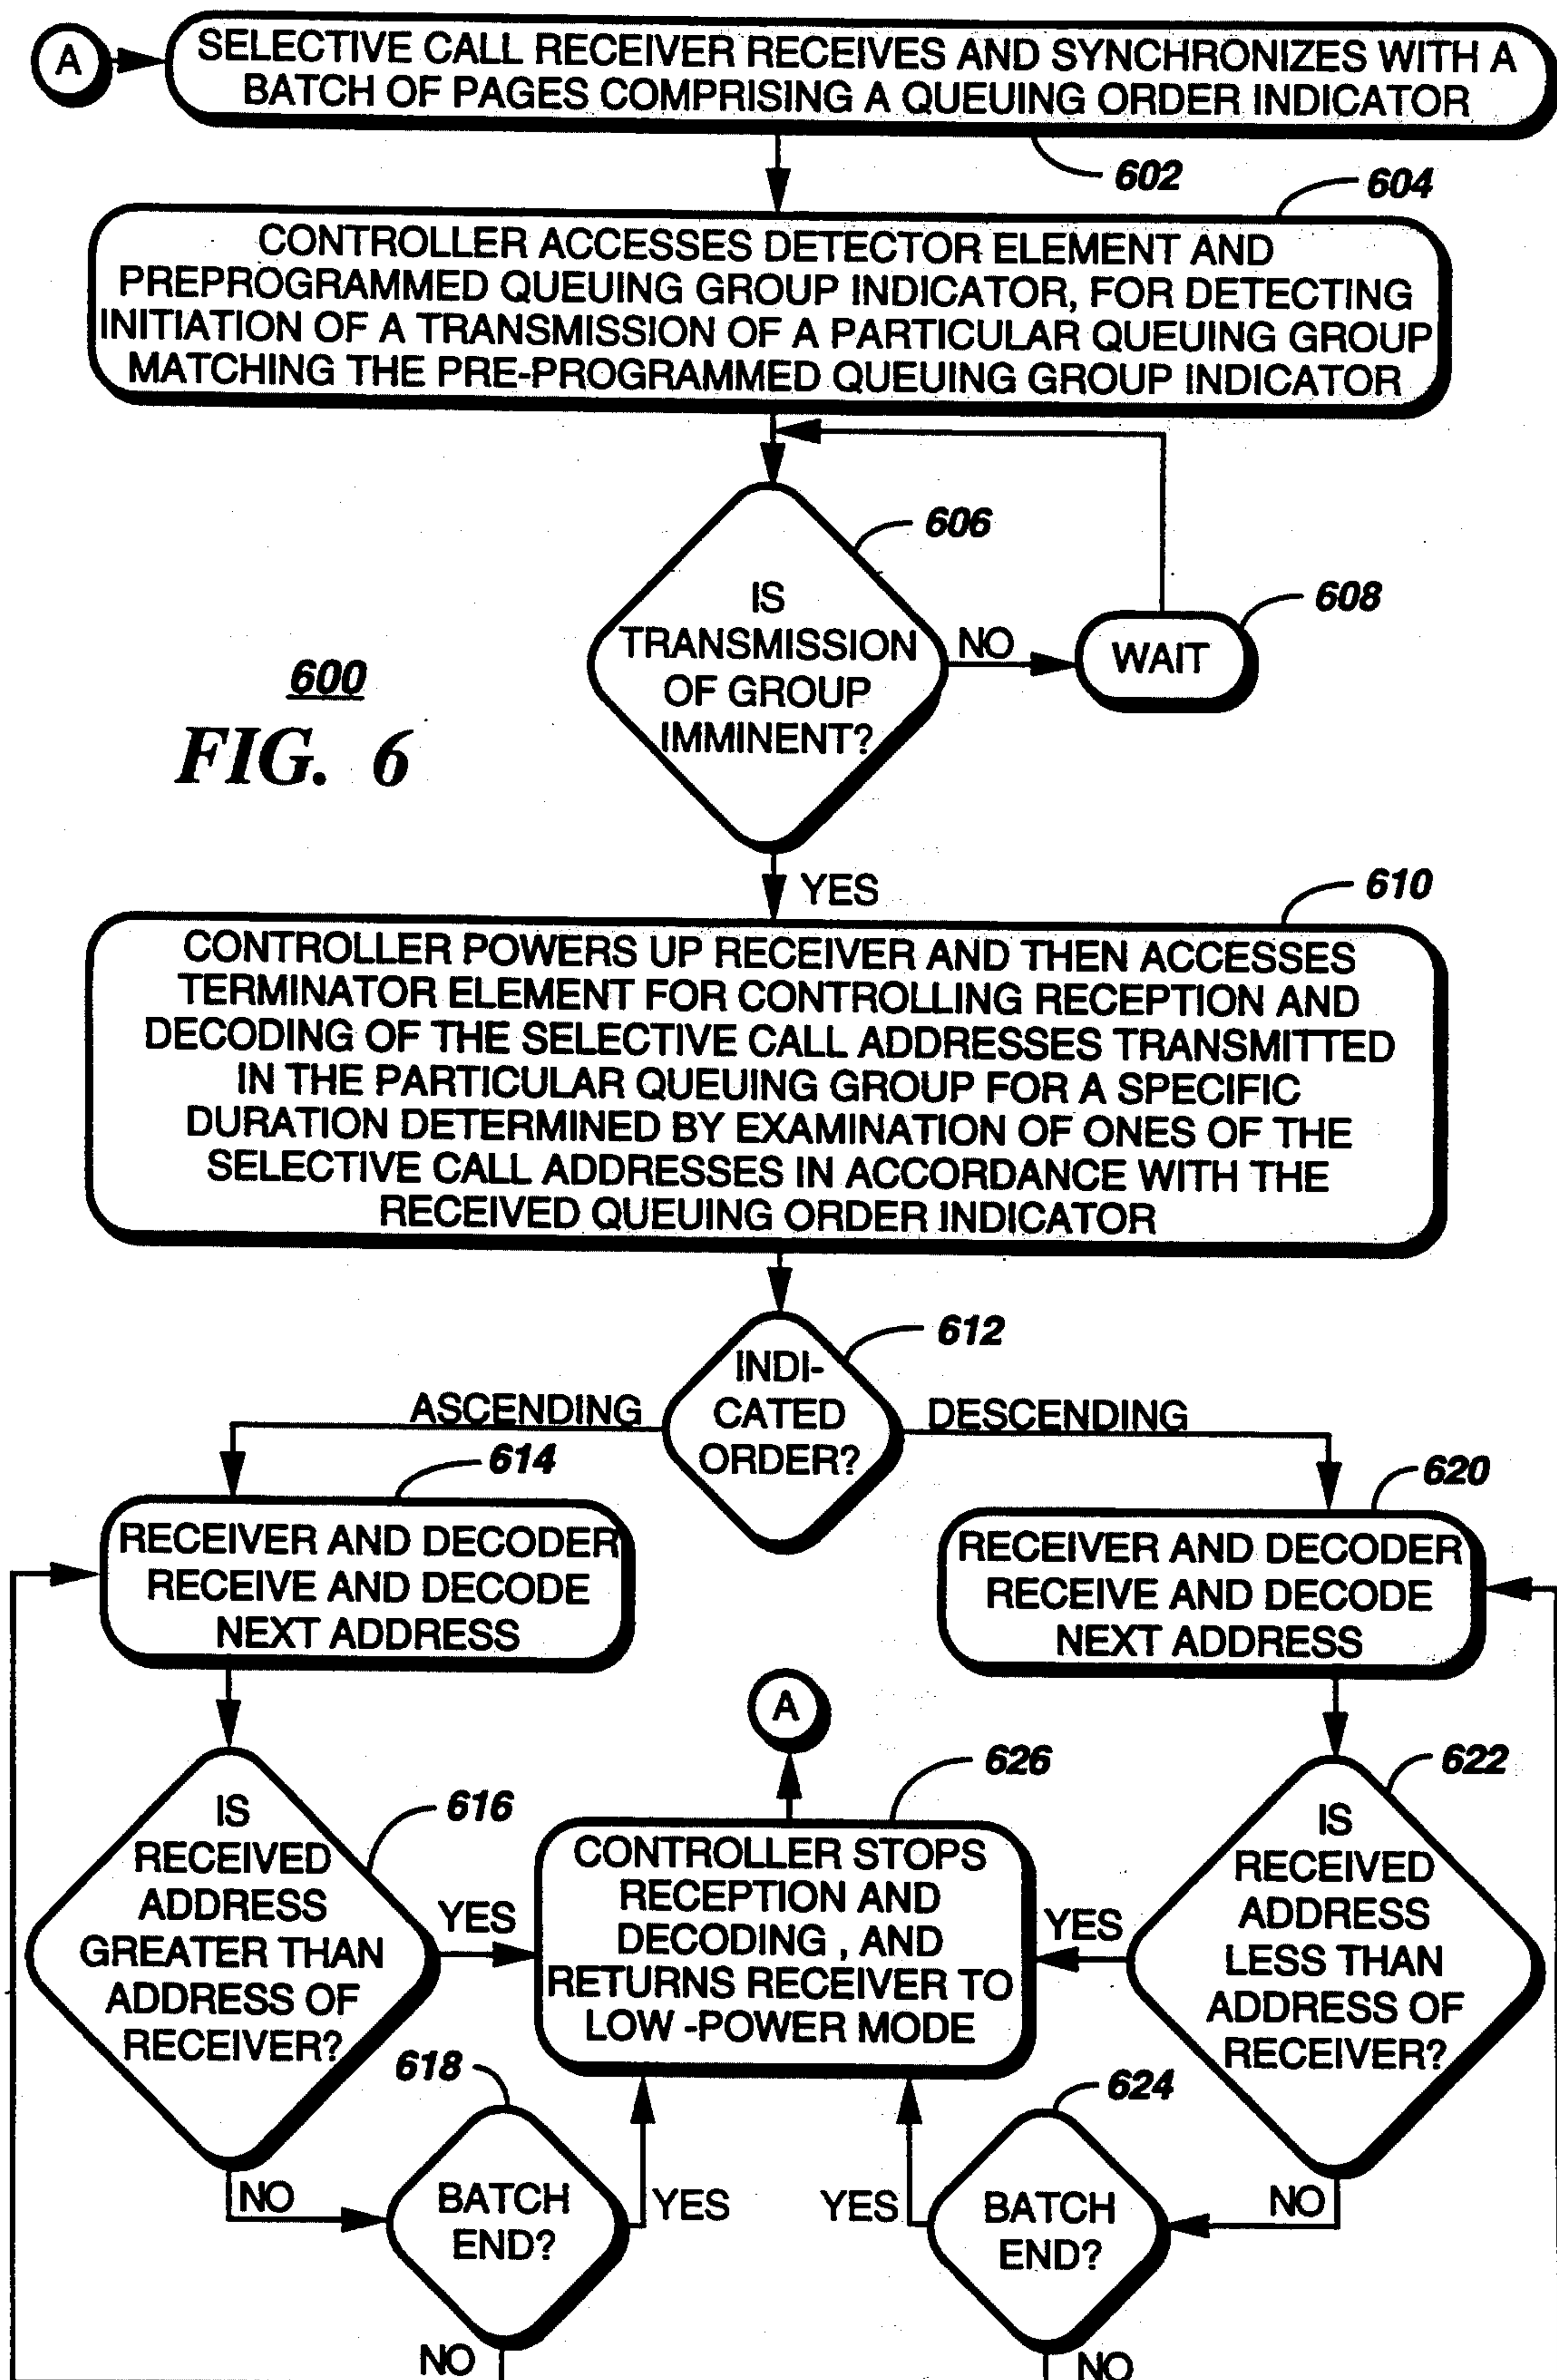 A
SELECTIVE CALL RECEIVER RECEIVES AND SYNCHRONIZES WITH A
BATCH OF PAGES COMPRISING A QUEUING ORDER INDICATOR
602
604
CONTROLLER ACCESSES DETECTOR ELEMENT AND
PREPROGRAMMED QUEUING GROUP INDICATOR, FOR DETECTING
INITIATION OF A TRANSMISSION OF A PARTICULAR QUEUING GROUP
MATCHING THE PRE-PROGRAMMED QUEUING GROUP INDICATOR
606
IS
TRANSMISSION
OF GROUP
IMMINENT?
NO
608
WAIT
600
FIG. 6
YES
610
CONTROLLER POWERS UP RECEIVER AND THEN ACCESSES
TERMINATOR ELEMENT FOR CONTROLLING RECEPTION AND
DECODING OF THE SELECTIVE CALL ADDRESSES TRANSMITTED
IN THE PARTICULAR QUEUING GROUP FOR A SPECIFIC
DURATION DETERMINED BY EXAMINATION OF ONES OF THE
SELECTIVE CALL ADDRESSES IN ACCORDANCE WITH THE
RECEIVED QUEUING ORDER INDICATOR
612
INDI-
CATED
ORDER?
ASCENDING
DESCENDING
614
RECEIVER AND DECODER
RECEIVE AND DECODE
NEXT ADDRESS
620
RECEIVER AND DECODER
RECEIVE AND DECODE
NEXT ADDRESS
A
616
IS
RECEIVED
ADDRESS
GREATER THAN
ADDRESS OF
RECEIVER?
YES
626
CONTROLLER STOPS
RECEPTION AND
DECODING , AND
RETURNS RECEIVER TO
LOW -POWER MODE
622
IS
RECEIVED
ADDRESS
LESS THAN
ADDRESS OF
RECEIVER?
YES
618
NO
BATCH
END?
YES
NO
624
NO
BATCH
END?
YES
NO